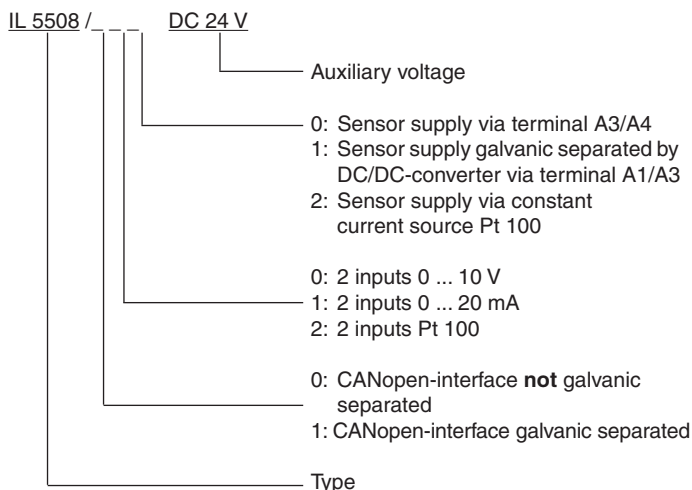 IL 5508 /_ _ _ DC 24 V
Auxiliary voltage
0: Sensor supply via terminal A3/A4
1: Sensor supply galvanic separated by
DC/DC-converter via terminal A1/A3
2: Sensor supply via constant
current source Pt 100
0: 2 inputs 0 ... 10 V
1: 2 inputs 0 ... 20 mA
2: 2 inputs Pt 100
0: CANopen-interface not galvanic
separated
1: CANopen-interface galvanic separated
Type